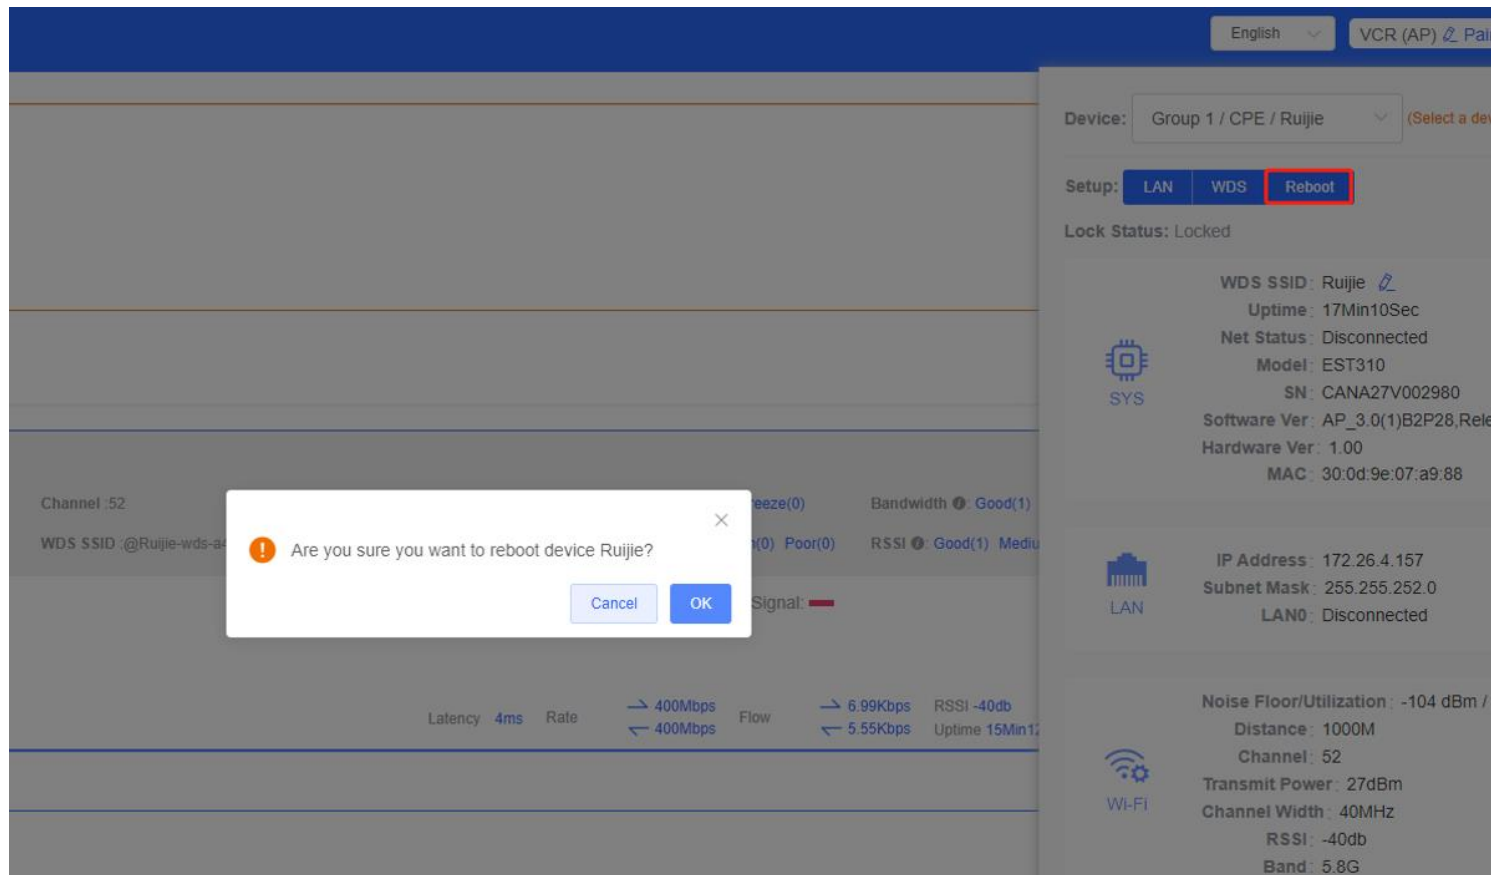 English
VCR (AP)
Device: Group 1 / CPE / Ruijie (Select a
Setup: LAN WDS Reboot
Lock Status: Locked
WDS SSID: Ruijie
Uptime: 17Min10Sec
Net Status: Disconnected
Model: EST310
SN: CANA27V002980
Software Ver: AP_3.0(1)B2P28,
Hardware Ver: 1.00
MAC: 30:0d:9e:07:a9:88
SYS
Channel :52
(0) Bandwidth : Good(1)
WDS SSID :@Ruijie-wds-a
(0) Poor(0) RSSI : Good(1)
Are you sure you want to reboot device Ruijie?
Cancel OK
Signal:
IP Address: 172.26.4.157
Subnet Mask: 255.255.252.0
LAN0: Disconnected
LAN
Latency 4ms Rate 400Mbps 400Mbps Flow 6.99Kbps 5.55Kbps RSSI -40db
Uptime 15Min
Noise Floor/Utilization: -104 dBm /
Distance: 1000M
Channel: 52
Transmit Power: 27dBm
Channel Width: 40MHz
RSSI: -40db
Band: 5.8G
Wi-Fi